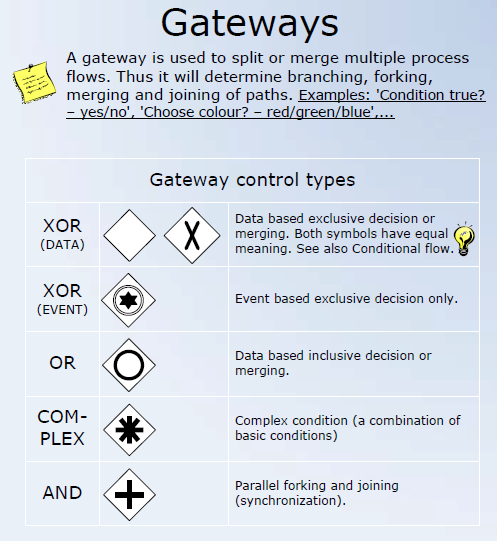 Gateways
A gateway is used to split or merge multiple process
flows. Thus it will determine branching, forking,
merging and joining of paths. Examples: 'Condition true?
– yes/no', 'Choose colour? – red/green/blue',...
Gateway control types
XOR
(DATA)
X
Data based exclusive decision or
merging. Both symbols have equal
meaning. See also Conditional flow.
XOR
(EVENT)
Event based exclusive decision only.
OR
Data based inclusive decision or
merging.
COM-
PLEX
Complex condition (a combination of
basic conditions)
AND
Parallel forking and joining
(synchronization).